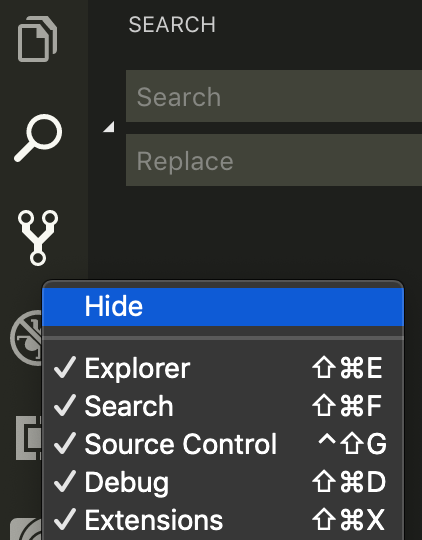 SEARCH
Search
Replace
Hide
✓ Explorer ⇧⌘E
✓ Search ⇧⌘F
✓ Source Control ^⇧G
✓ Debug ⇧⌘D
✓ Extensions ⇧⌘X